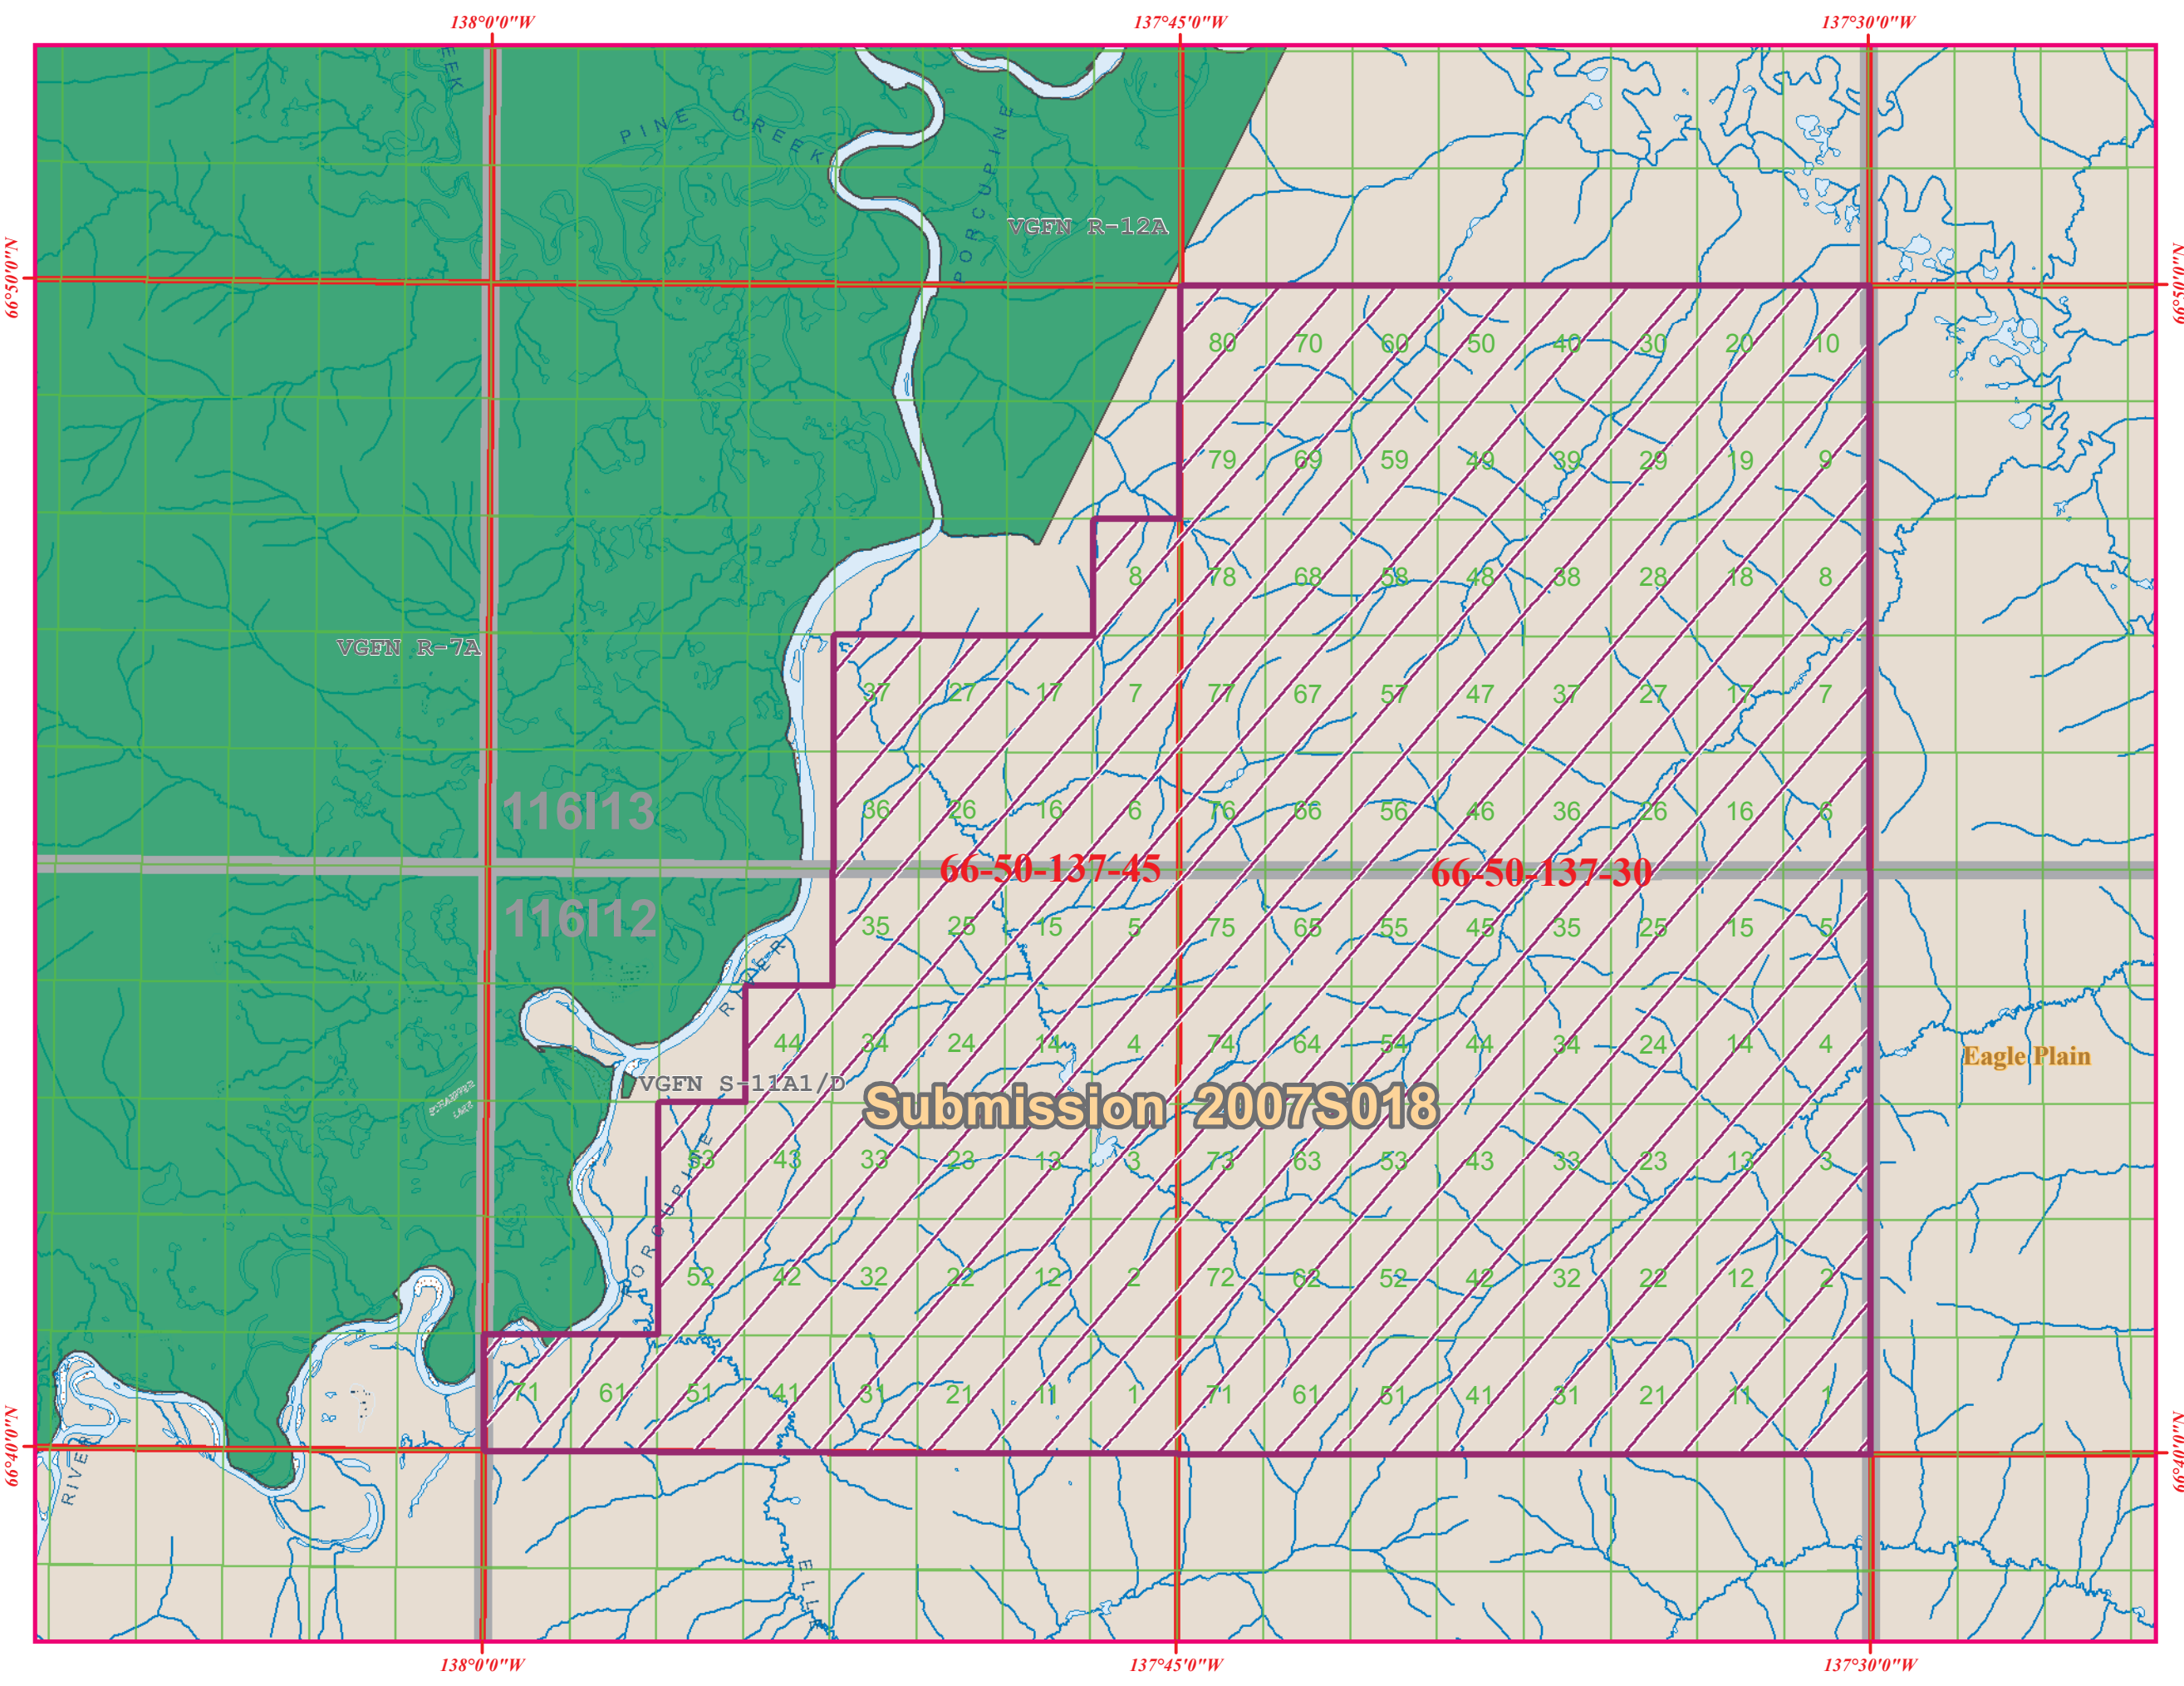 138°0'0"W 137°45'0"W 137°30'0"W
EEK
PINE CREEK
PORCUPINE
VGFN R-12A
66°50'0"N 66°50'0"N
80 70 60 50 40 30 20 10
79 69 59 49 39 29 19 9
8 78 68 58 48 38 28 18 8
VGFN R-7A
37 27 17 7 77 67 57 47 37 27 17 7
116I13
36 26 16 6 76 66 56 46 36 26 16 6
66-50-137-45 66-50-137-30
116I12
35 25 15 5 75 65 55 45 35 25 15 5
RIVER
44 34 24 14 4 74 64 54 44 34 24 14 4
Eagle Plain
VGFN S-11A1/D
LAKE
Submission 2007S018
53 43 33 23 13 3 73 63 53 43 33 23 13 3
PORCUPINE
52 42 32 22 12 2 72 62 52 42 32 22 12 2
71 61 51 41 31 21 11 1 71 61 51 41 31 21 11 1
66°40'0"N 66°40'0"N
RIVER
138°0'0"W 137°45'0"W 137°30'0"W